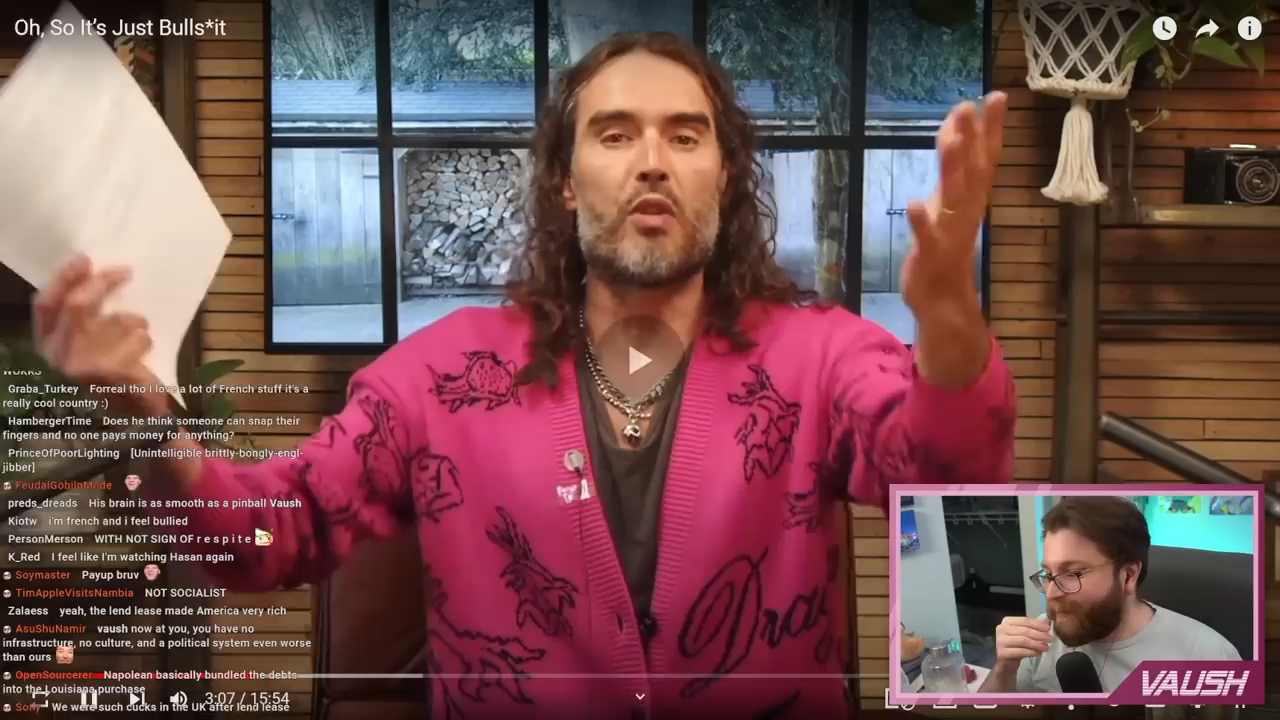 Oh, So It's Just Bulls*it
WORKS
Graba_Turkey Forreal tho I love a lot of French stuff it's a
really cool country :)
HambergerTime Does he think someone can snap their
fingers and no one pays money for anything?
PrinceOfPoorLighting [Unintelligible brittly-bongly-engl-
jibber]
FeudalGoblnMilde
preds_dreads His brain is as smooth as a pinball Vaush
Kiotw i'm french and i feel bullied
PersonMerson WITH NOT SIGN OF r e s p i t e
K_Red I feel like I'm watching Hasan again
Soymaster Payup bruv
TimAppleVisitsNambia NOT SOCIALIST
Zalaess yeah, the lend lease made America very rich
AsuShuNamir vaush now at you, you have no
infrastructure, no culture, and a political system even worse
than ours
OpenSourcerer Napolean basically bundled the debts
into the Louisiana purchase
We were such cucks in the UK after lend lease
3:07 / 15:54
Dra
VAUSH